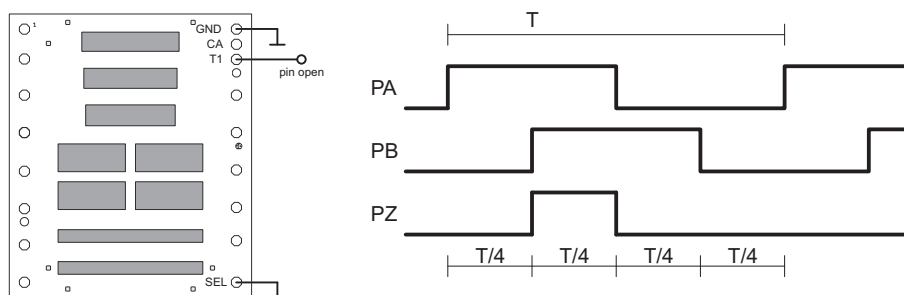 1
GND
CA
T1
pin open
SEL
T
PA
PB
PZ
T/4 T/4 T/4 T/4